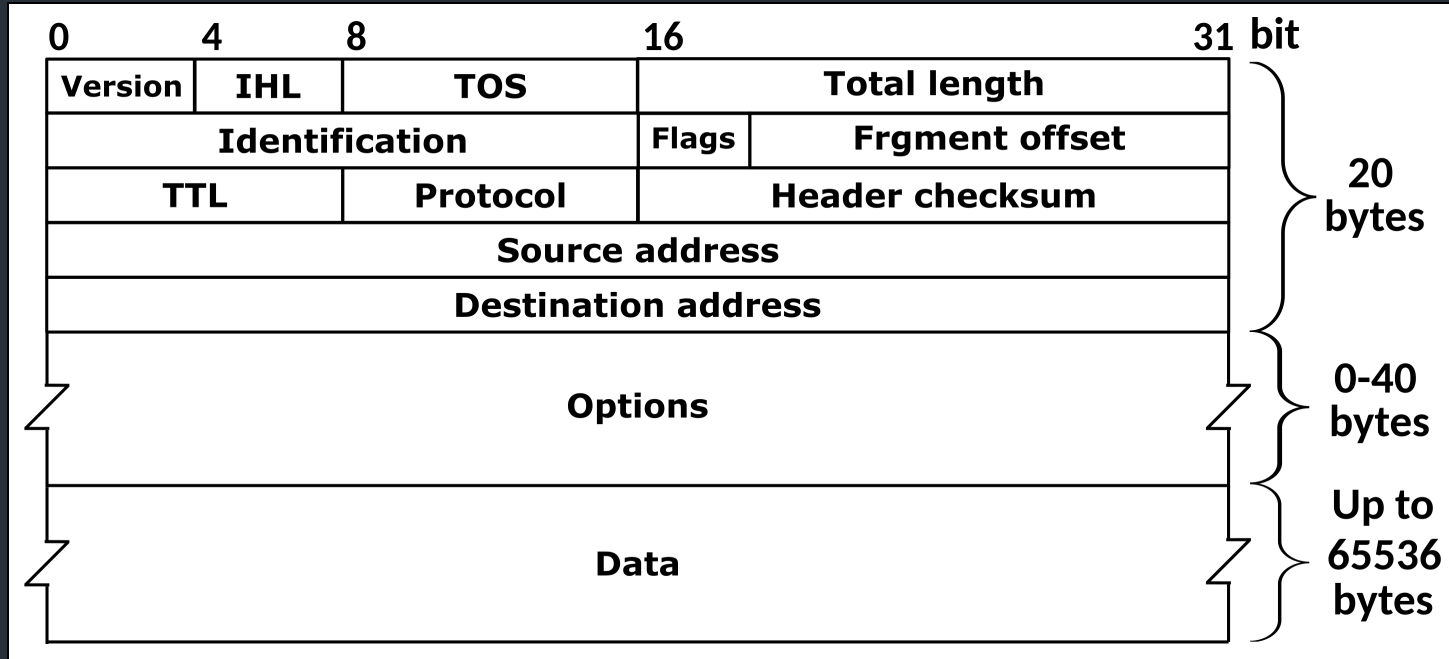 0 4 8 16 31 bit
Version IHL TOS Total length
Identification Flags Frgment offset
TTL Protocol Header checksum
Source address
Destination address
20
bytes
Options
0-40
bytes
Data
Up to
65536
bytes